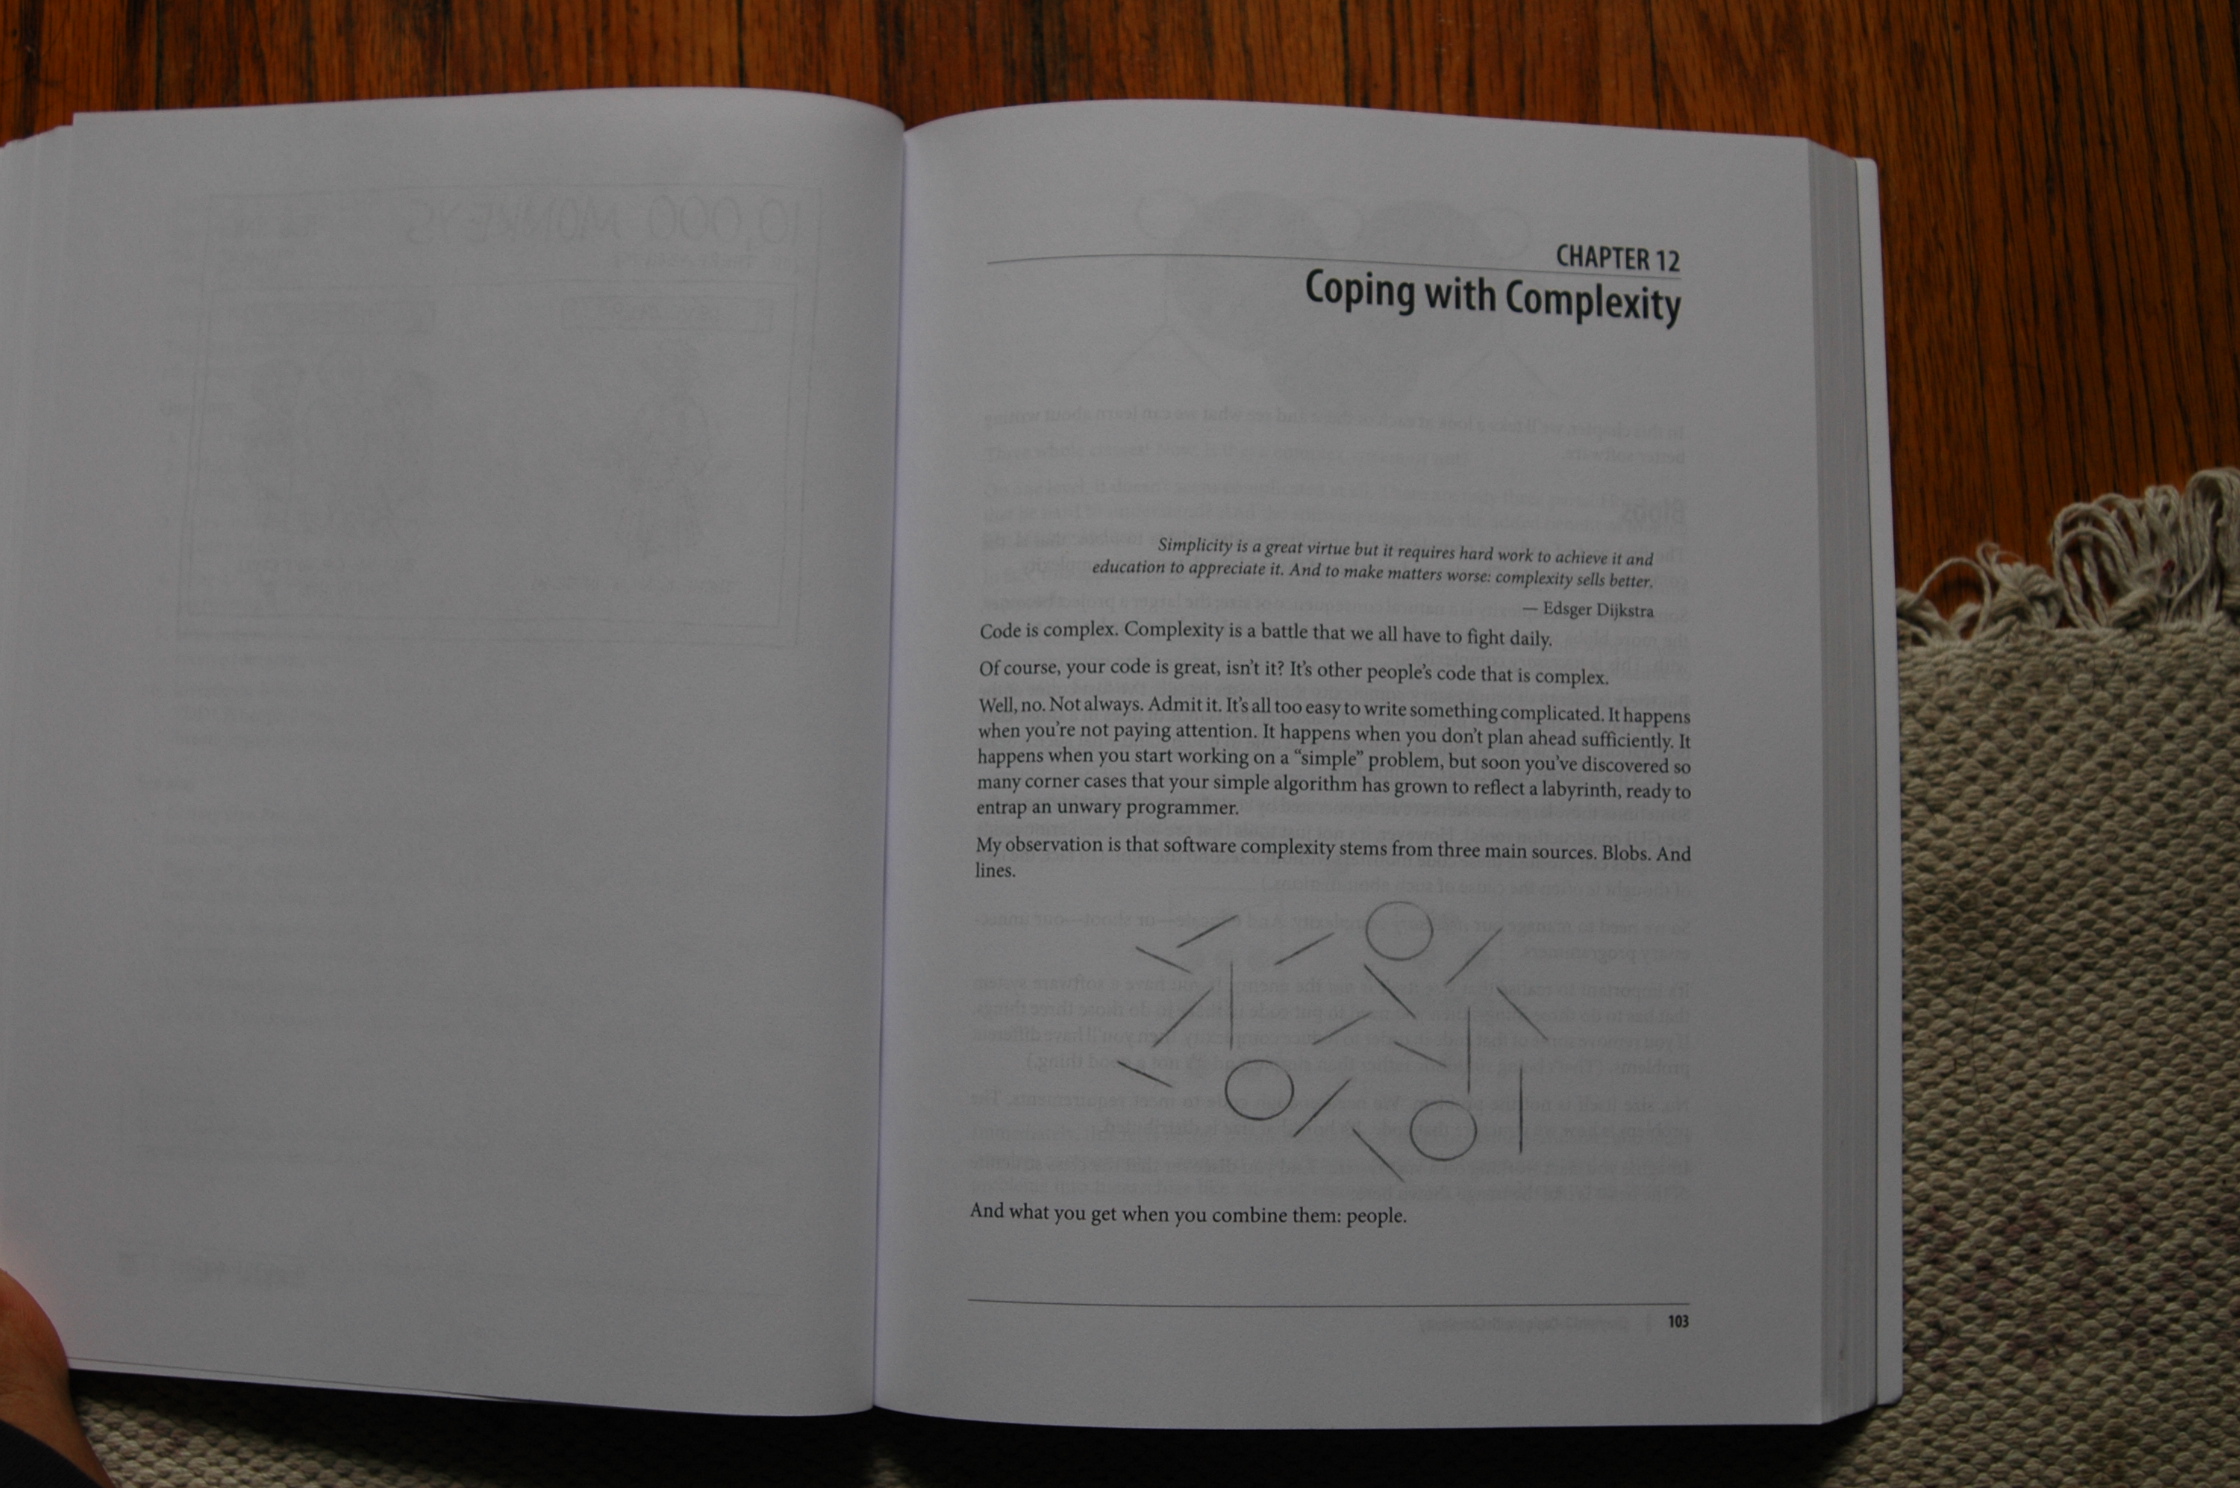 CHAPTER 12
Coping with Complexity
Simplicity is a great virtue but it requires hard work to achieve it and
education to appreciate it. And to make matters worse: complexity sells better.
— Edsger Dijkstra
Code is complex. Complexity is a battle that we all have to fight daily.
Of course, your code is great, isn't it? It's other people's code that is complex.
Well, no. Not always. Admit it. It's all too easy to write something complicated. It happens
when you're not paying attention. It happens when you don't plan ahead sufficiently. It
happens when you start working on a “simple” problem, but soon you've discovered so
many corner cases that your simple algorithm has grown to reflect a labyrinth, ready to
entrap an unwary programmer.
My observation is that software complexity stems from three main sources. Blobs. And
lines.
And what you get when you combine them: people.
103
10,000 MONKEYS